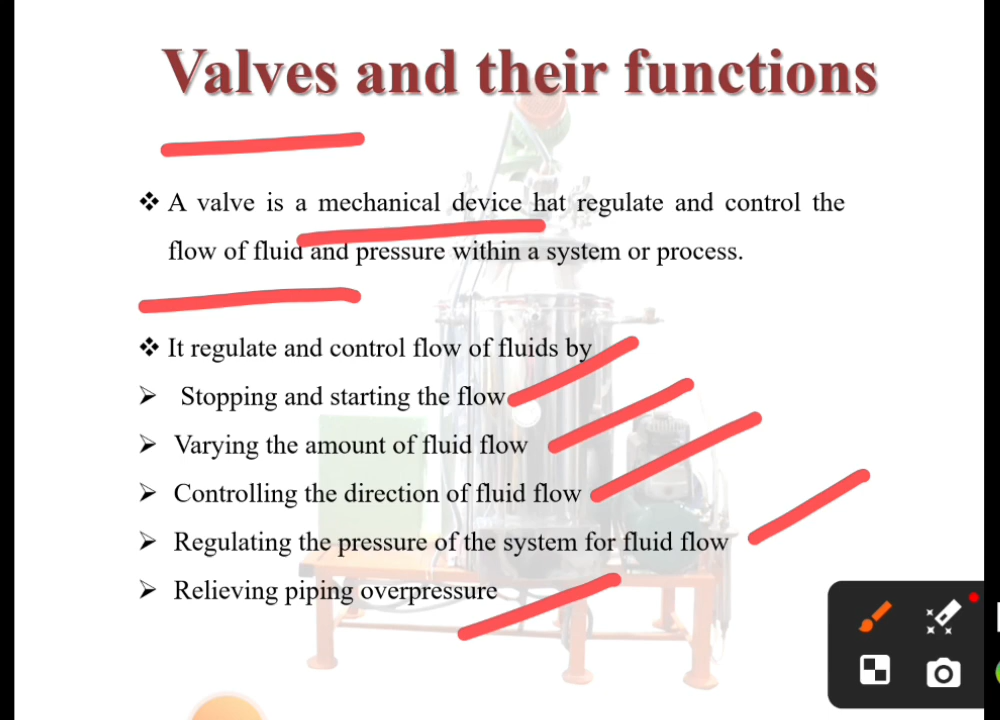 Valves and their functions
❖ A valve is a mechanical device hat regulate and control the
flow of fluid and pressure within a system or process.
❖ It regulate and control flow of fluids by
➢ Stopping and starting the flow
➢ Varying the amount of fluid flow
➢ Controlling the direction of fluid flow
➢ Regulating the pressure of the system for fluid flow
➢ Relieving piping overpressure